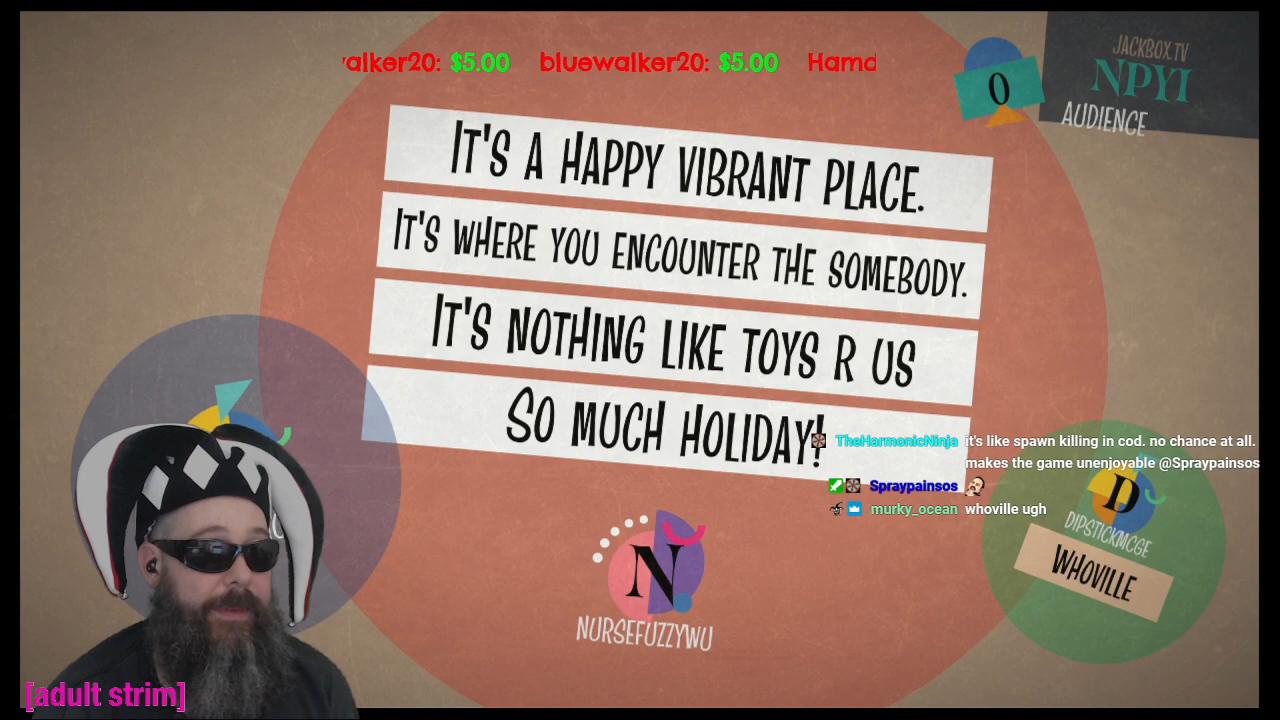 walker20: $5.00 bluewalker20: $5.00 Hamd
JACKBOX.TV
NPYI
AUDIENCE
0
IT'S A HAPPY VIBRANT PLACE.
IT'S WHERE YOU ENCOUNTER THE SOMEBODY.
IT'S NOTHING LIKE TOYS R US
SO MUCH HOLIDAY!
TheHarmonicNinja it's like spawn killing in cod. no chance at all.
makes the game unenjoyable @Spraypainsos
Spraypainsos
murky_ocean whoville ugh
D
DIPSTICKMCGE
WHOVILLE
N
NURSEFUZZYWU
[adult strim]